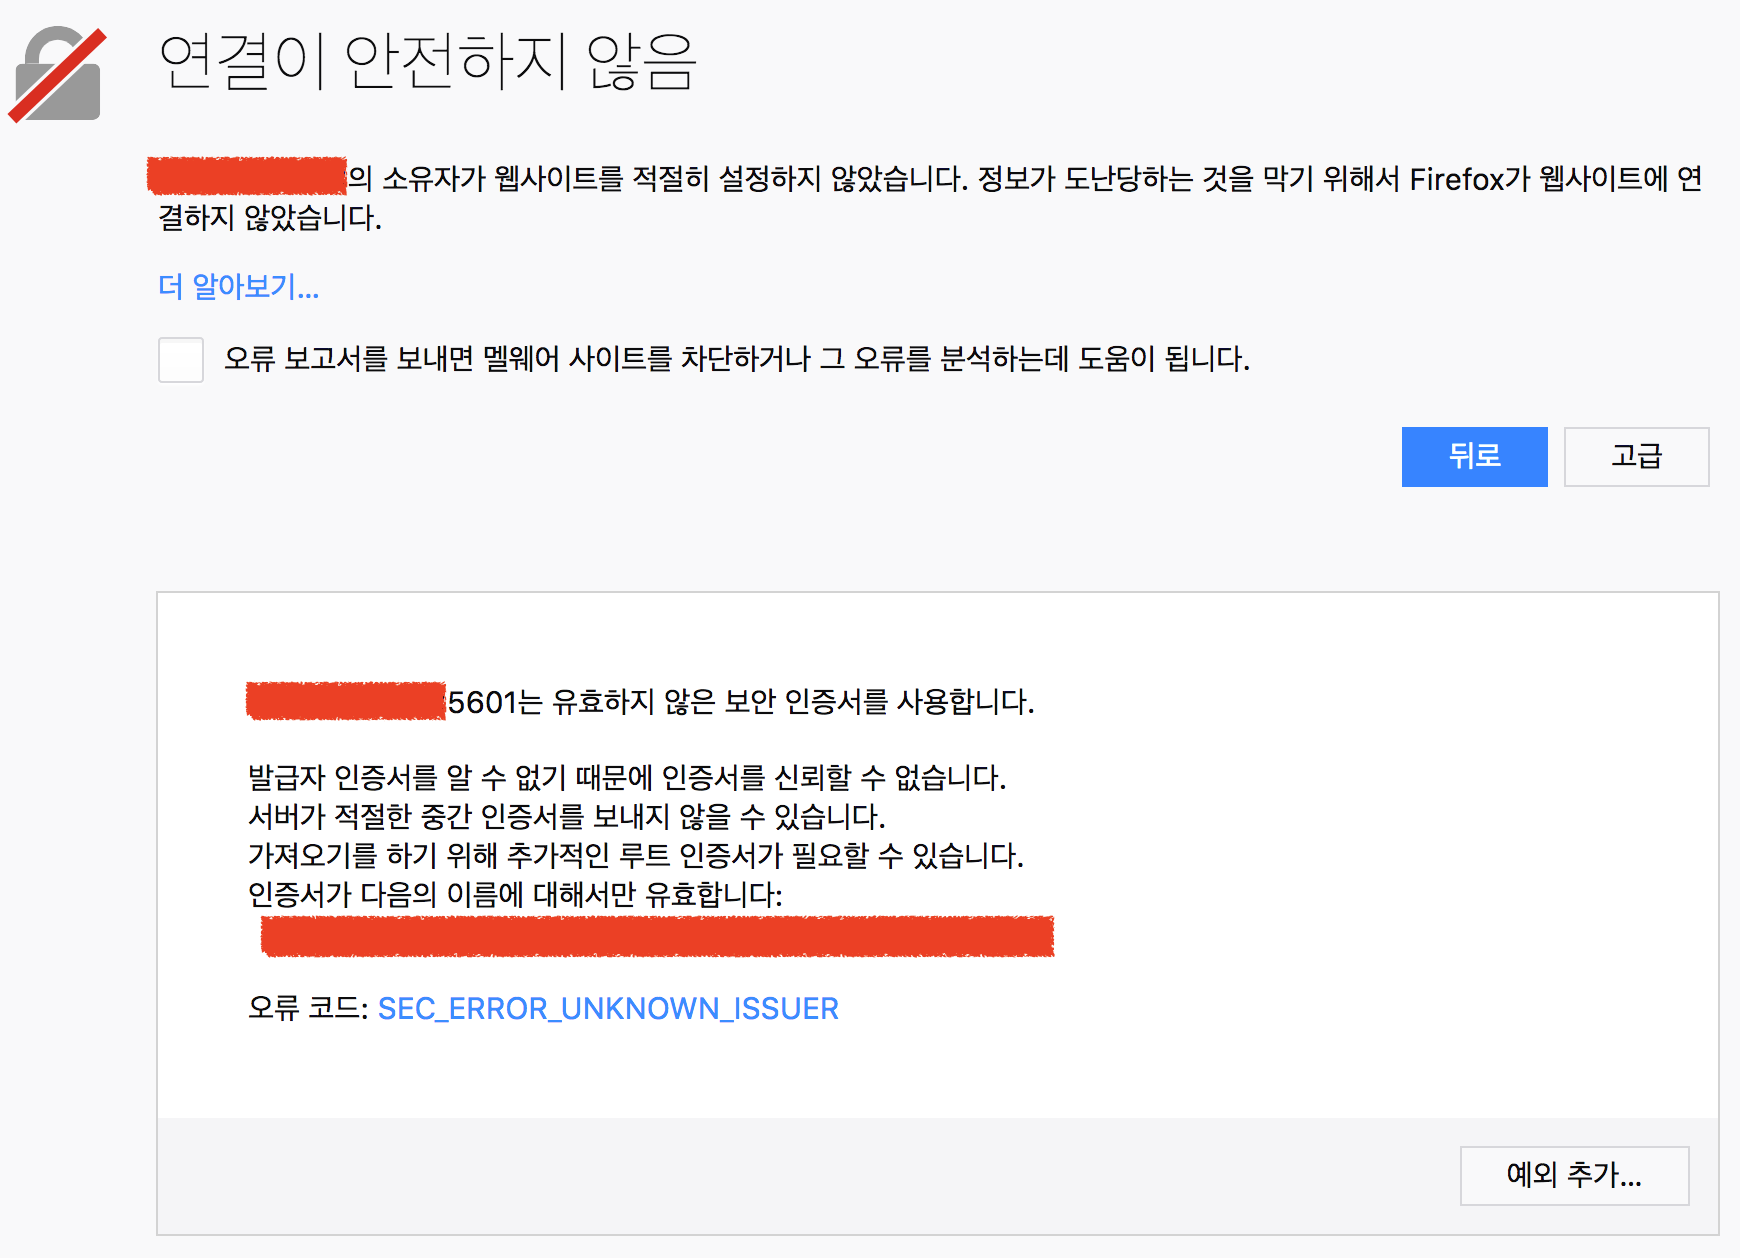 연결이 안전하지 않음
의 소유자가 웹사이트를 적절히 설정하지 않았습니다. 정보가 도난당하는 것을 막기 위해서 Firefox가 웹사이트에 연
결하지 않았습니다.
더 알아보기...
오류 보고서를 보내면 멜웨어 사이트를 차단하거나 그 오류를 분석하는데 도움이 됩니다.
뒤로
고급
5601는 유효하지 않은 보안 인증서를 사용합니다.
발급자 인증서를 알 수 없기 때문에 인증서를 신뢰할 수 없습니다.
서버가 적절한 중간 인증서를 보내지 않을 수 있습니다.
가져오기를 하기 위해 추가적인 루트 인증서가 필요할 수 있습니다.
인증서가 다음의 이름에 대해서만 유효합니다:
오류 코드: SEC_ERROR_UNKNOWN_ISSUER
예외 추가...